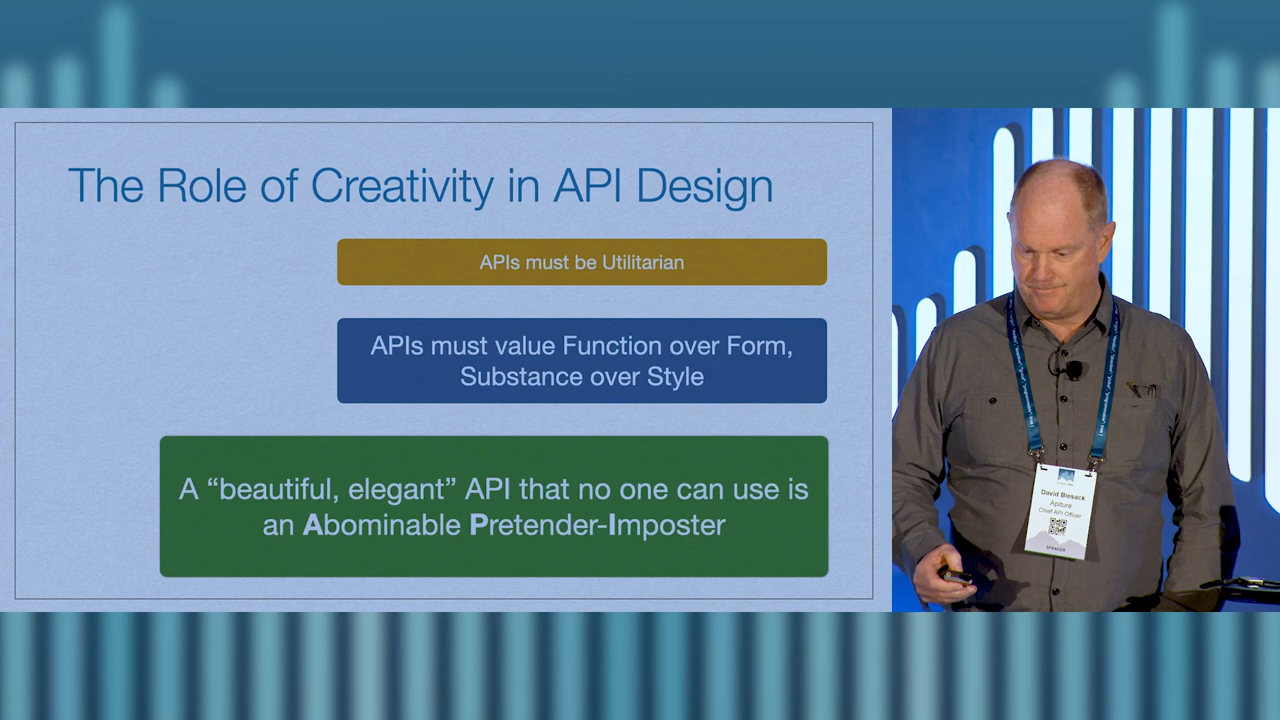 The Role of Creativity in API Design
APIs must be Utilitarian
APIs must value Function over Form,
Substance over Style
A “beautiful, elegant” API that no one can use is
an Abominable Pretender-Imposter
David Biesack
Apiture
Chief API Officer
SPEAKER